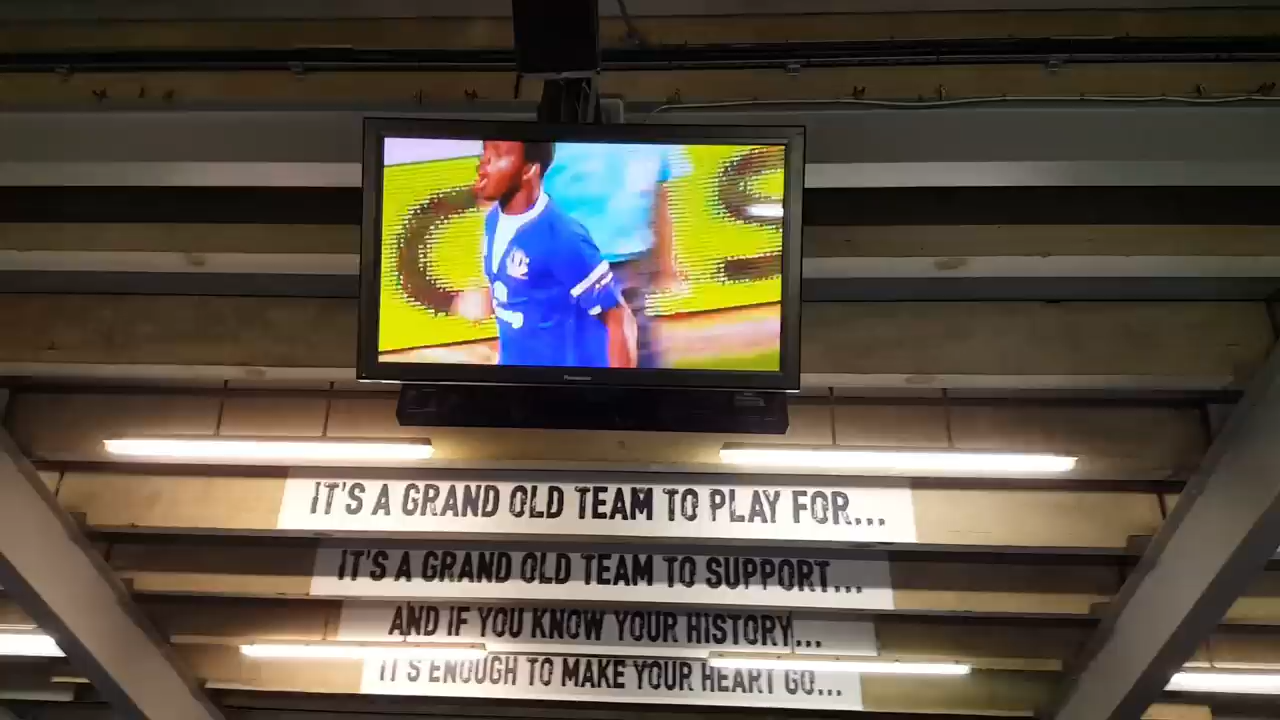 Panasonic
IT'S A GRAND OLD TEAM TO PLAY FOR...
IT'S A GRAND OLD TEAM TO SUPPORT...
AND IF YOU KNOW YOUR HISTORY...
IT'S ENOUGH TO MAKE YOUR HEART GO...